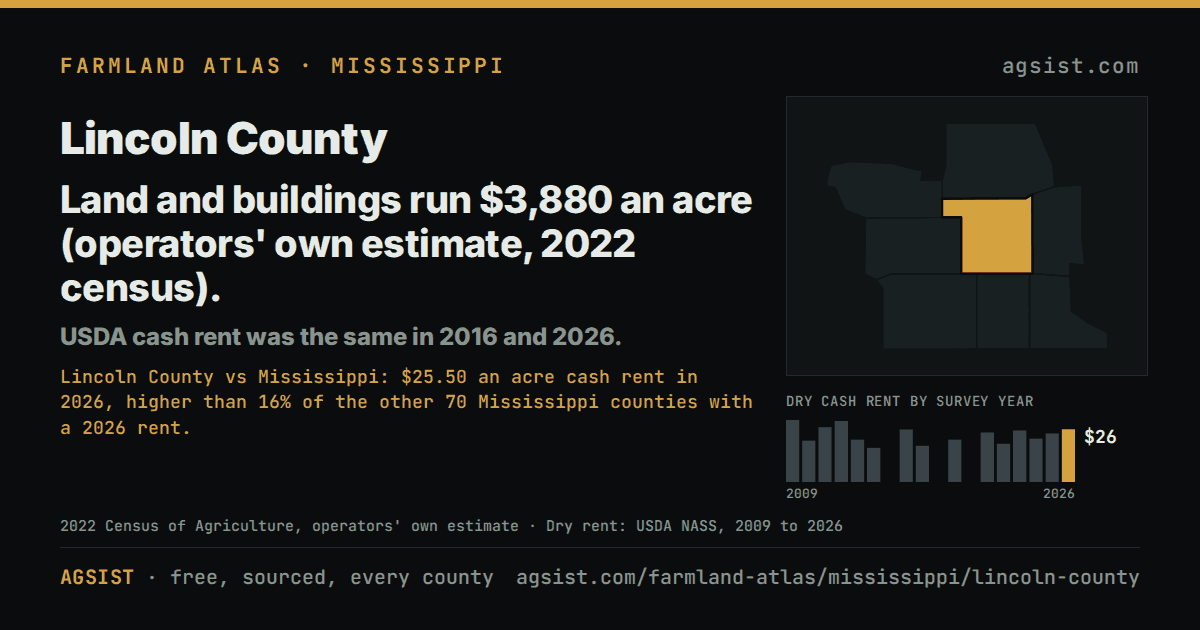 FARMLAND ATLAS · MISSISSIPPI
agsist.com
Lincoln County
Land and buildings run $3,880 an acre
(operators' own estimate, 2022
census).
USDA cash rent was the same in 2016 and 2026.
Lincoln County vs Mississippi: $25.50 an acre cash rent in
2026, higher than 16% of the other 70 Mississippi counties with
a 2026 rent.
DRY CASH RENT BY SURVEY YEAR
$26
2009
2026
2022 Census of Agriculture, operators' own estimate · Dry rent: USDA NASS, 2009 to 2026
AGSIST · free, sourced, every county
agsist.com/farmland-atlas/mississippi/lincoln-county